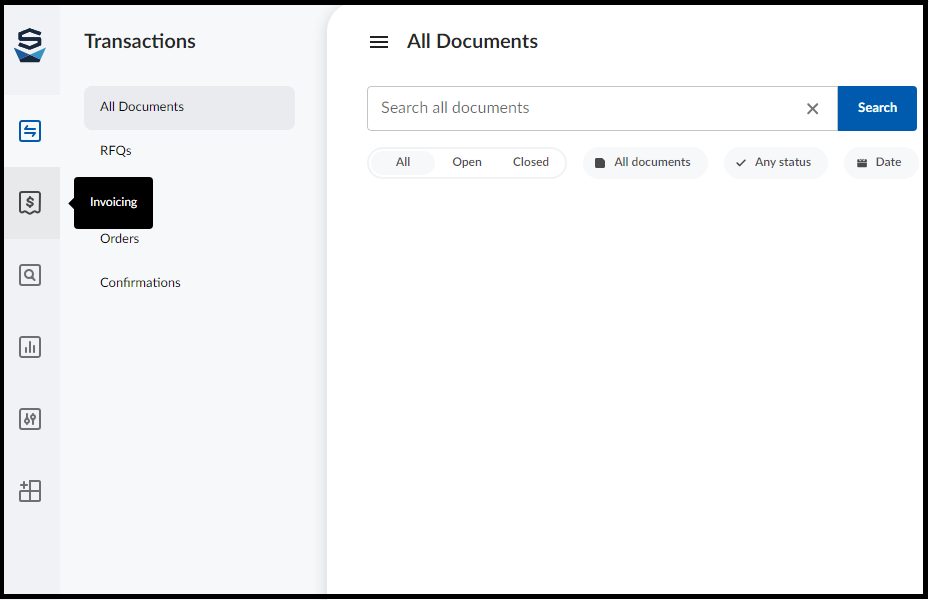 Transactions
All Documents
RFQs
Invoicing
Orders
Confirmations
All Documents
Search all documents
Search
All
Open
Closed
All documents
Any status
Date